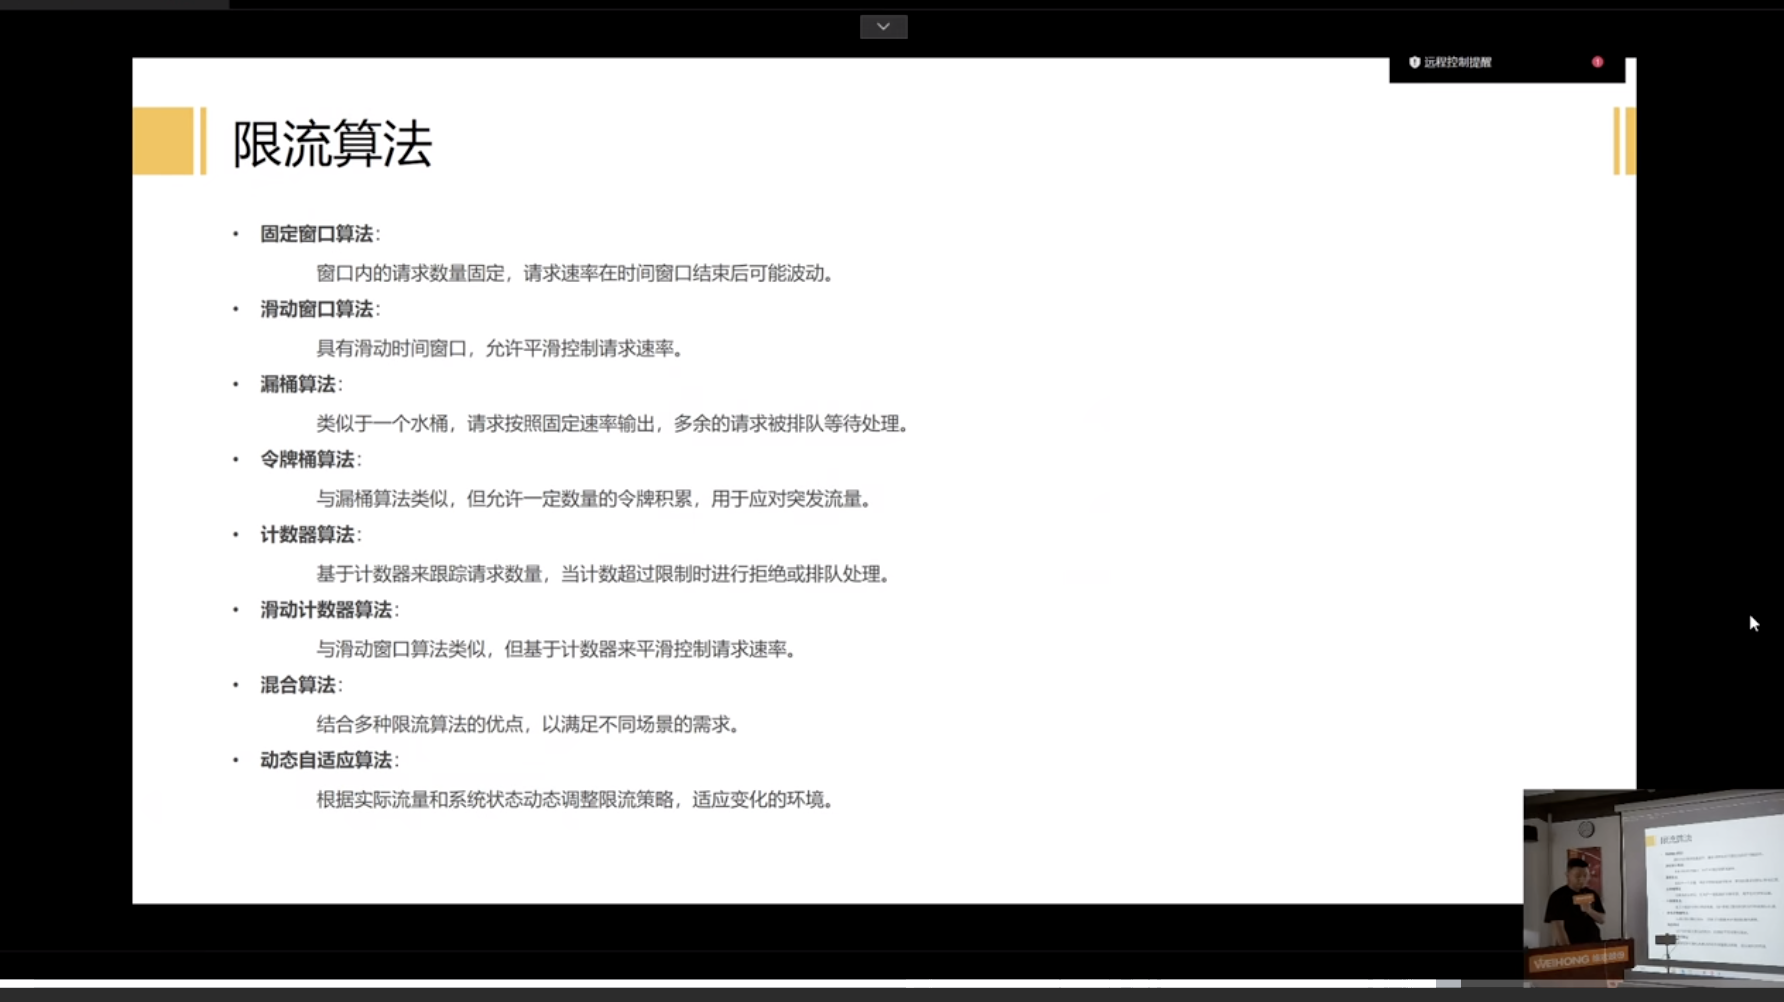 远程控制提醒
限流算法
• 固定窗口算法：
窗口内的请求数量固定，请求速率在时间窗口结束后可能波动。
• 滑动窗口算法：
具有滑动时间窗口，允许平滑控制请求速率。
• 漏桶算法：
类似于一个水桶，请求按照固定速率输出，多余的请求被排队等待处理。
• 令牌桶算法：
与漏桶算法类似，但允许一定数量的令牌积累，用于应对突发流量。
• 计数器算法：
基于计数器来跟踪请求数量，当计数超过限制时进行拒绝或排队处理。
• 滑动计数器算法：
与滑动窗口算法类似，但基于计数器来平滑控制请求速率。
• 混合算法：
结合多种限流算法的优点，以满足不同场景的需求。
• 动态自适应算法：
根据实际流量和系统状态动态调整限流策略，适应变化的环境。
限流算法
WEIHONG